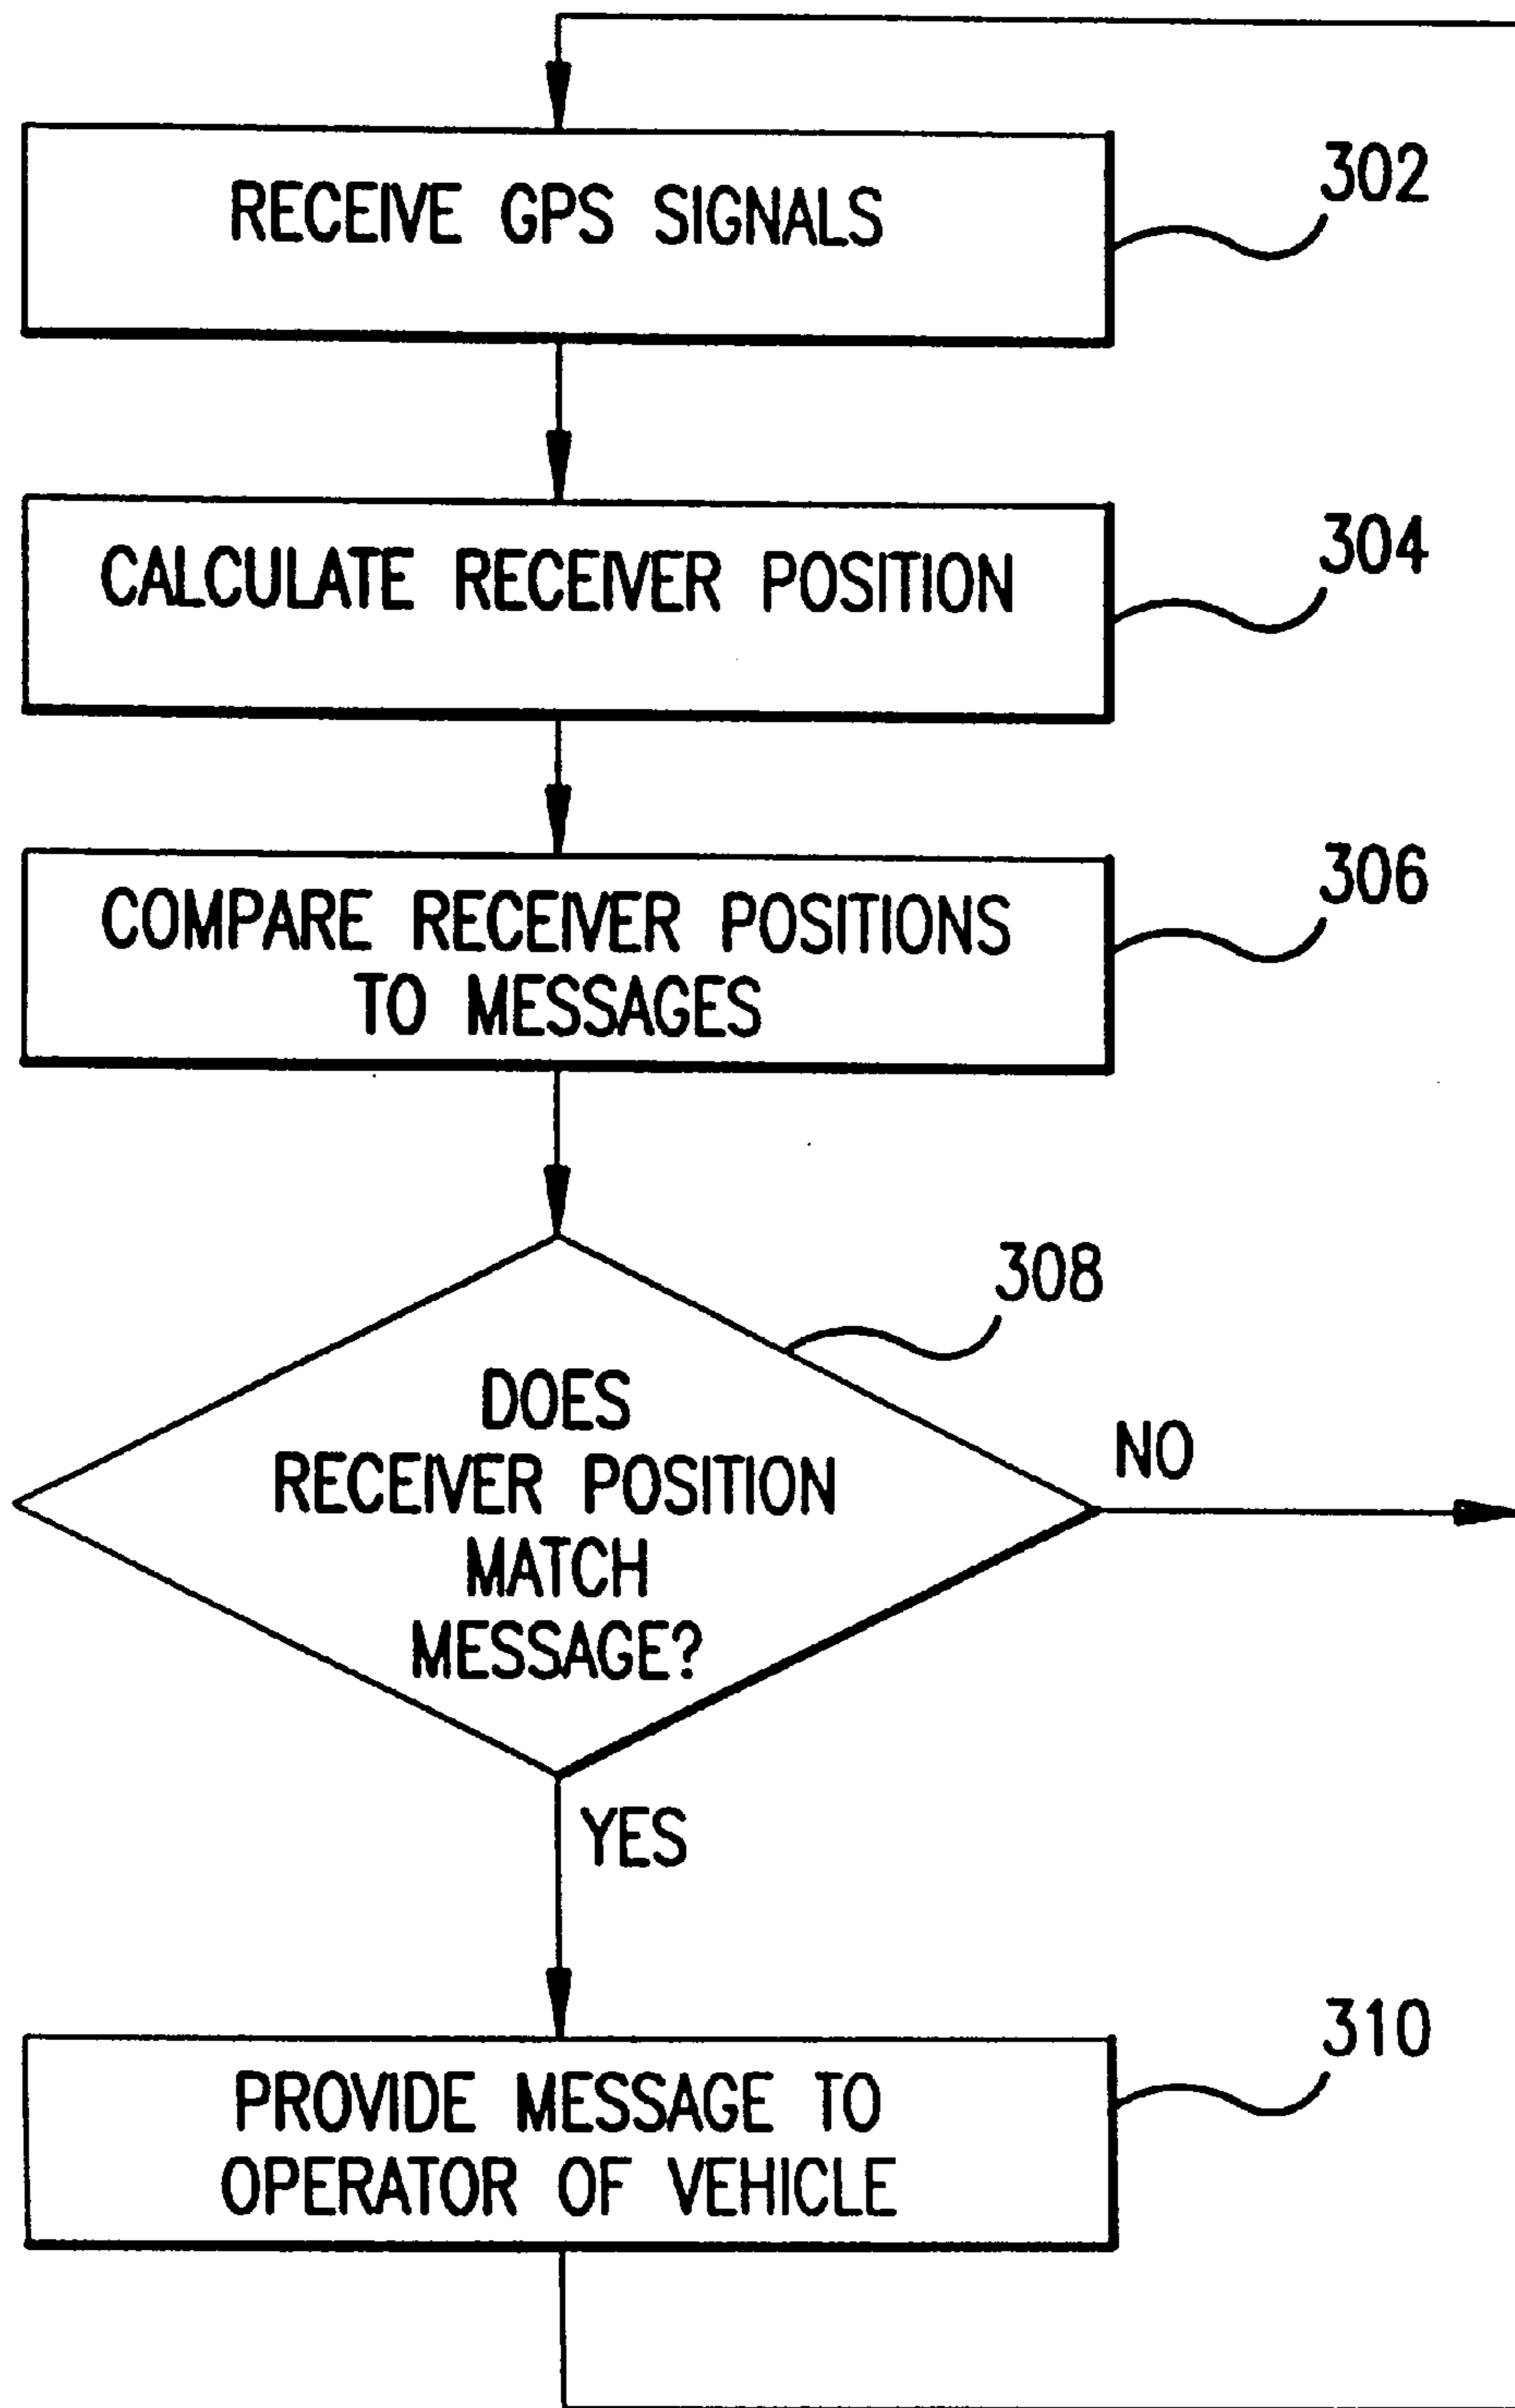 RECEIVE GPS SIGNALS
302
CALCULATE RECEIVER POSITION
304
COMPARE RECEIVER POSITIONS
TO MESSAGES
306
308
DOES
RECEIVER POSITION
MATCH
MESSAGE?
NO
YES
PROVIDE MESSAGE TO
OPERATOR OF VEHICLE
310